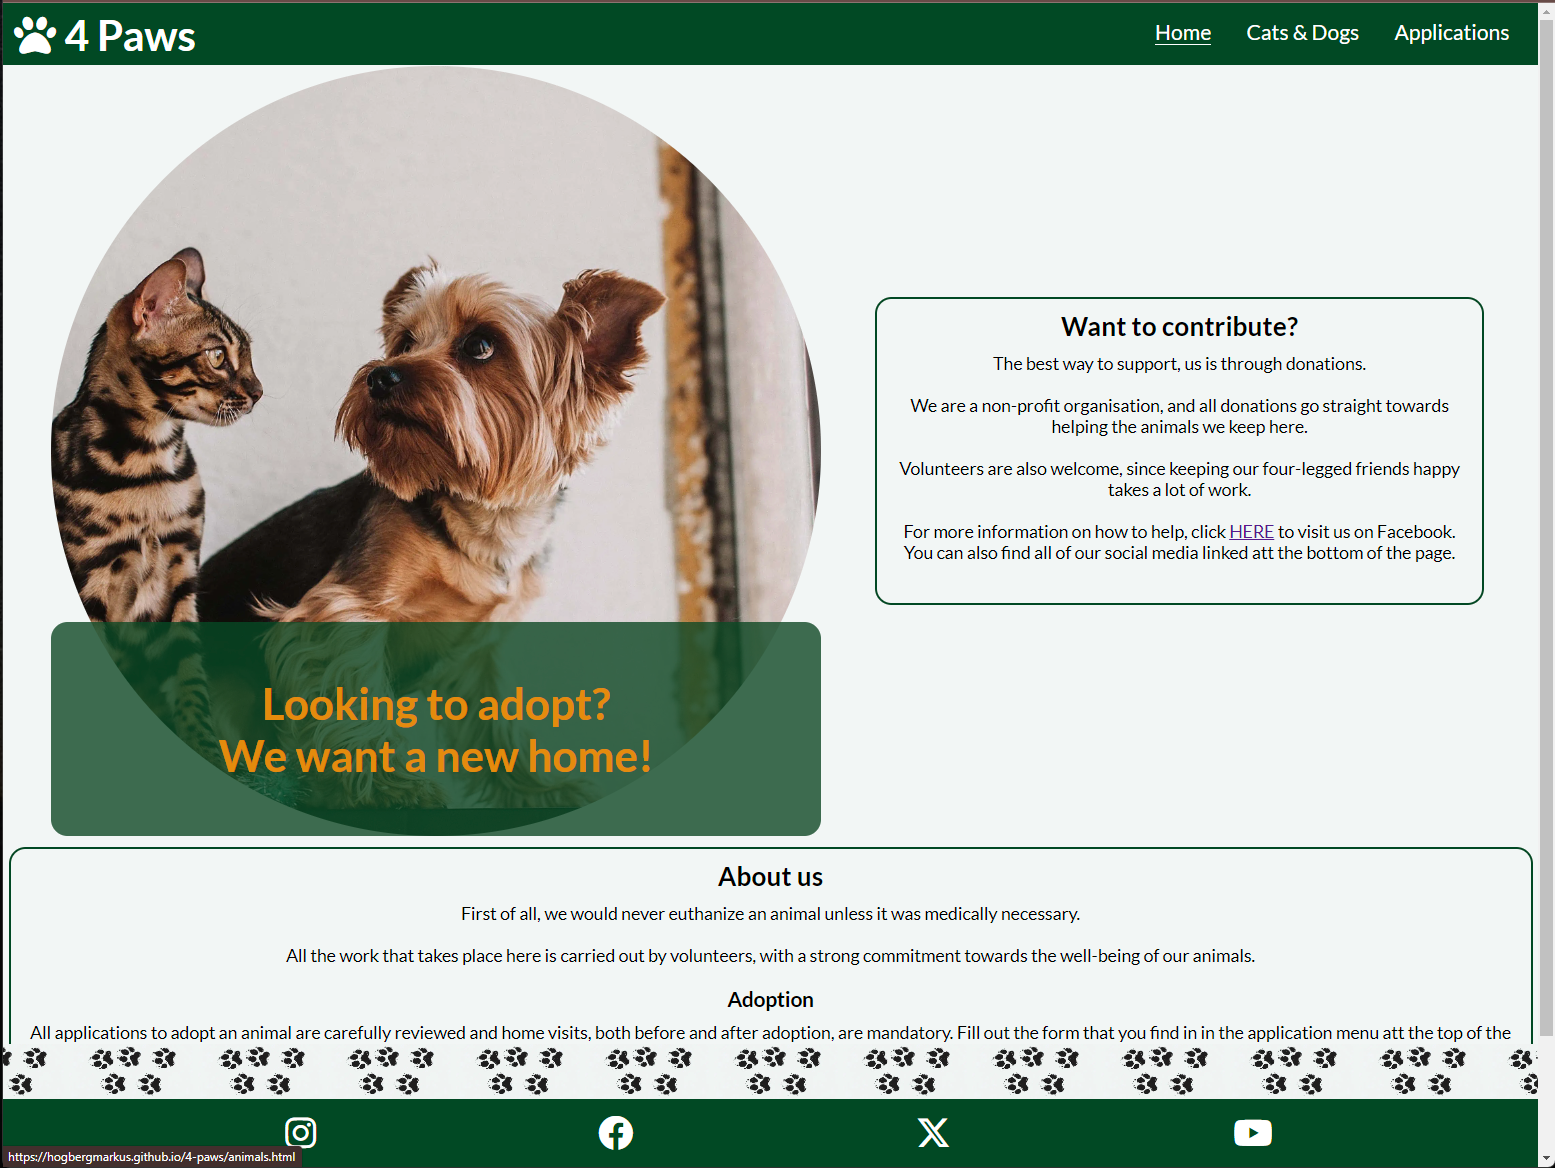 4 Paws
Home
Cats & Dogs
Applications
Looking to adopt?
We want a new home!
Want to contribute?
The best way to support, us is through donations.
We are a non-profit organisation, and all donations go straight towards
helping the animals we keep here.
Volunteers are also welcome, since keeping our four-legged friends happy
takes a lot of work.
For more information on how to help, click HERE to visit us on Facebook.
You can also find all of our social media linked att the bottom of the page.
About us
First of all, we would never euthanize an animal unless it was medically necessary.
All the work that takes place here is carried out by volunteers, with a strong commitment towards the well-being of our animals.
Adoption
All applications to adopt an animal are carefully reviewed and home visits, both before and after adoption, are mandatory. Fill out the form that you find in in the application menu att the top of the
https://hogbergmarkus.github.io/4-paws/animals.html